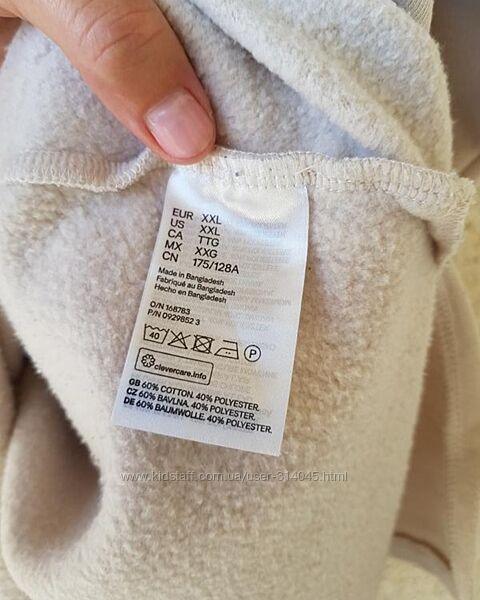 EUR XXL
US XXL
CA TTG
MX XXG
CN 175/128A
Made in Bangladesh
Fabriqué au Bangladesh
Hecho en Bangladesh
O/N 168783
P/N 0929852 3
40 P
clevercare.info
GB 60% COTTON. 40% POLYESTER.
CZ 60% BAVLNA. 40% POLYESTER.
DE 60% BAUMWOLLE. 40% POLYESTER.
www.kidstaff.com.ua/user-314045.html